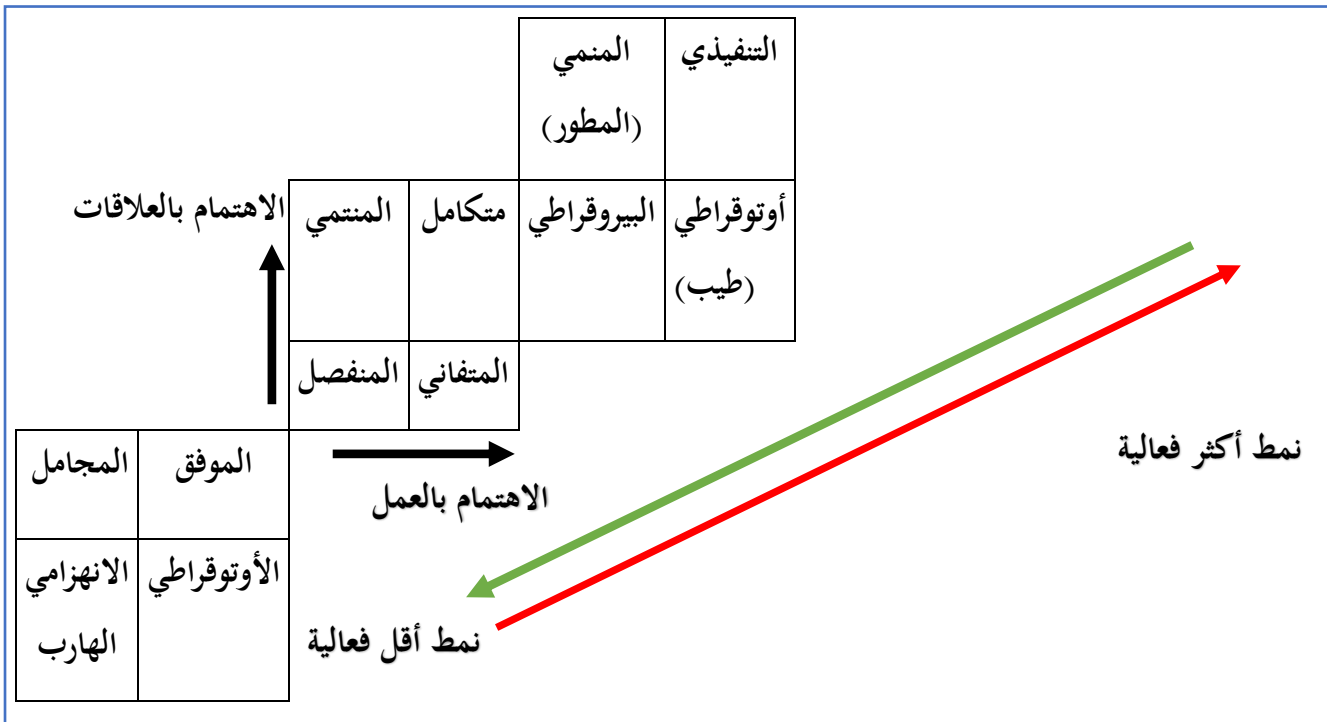 التنفيذي
المنمي
(المطور)
أوتوقراطي
(طيب)
البيروقراطي
متكامل
المنتمي
الاهتمام بالعلاقات
المتفاني
المنفصل
نمط أكثر فعالية
الموفق
المجامل
الاهتمام بالعمل
الأوتوقراطي
الانهزامي
الهارب
نمط أقل فعالية